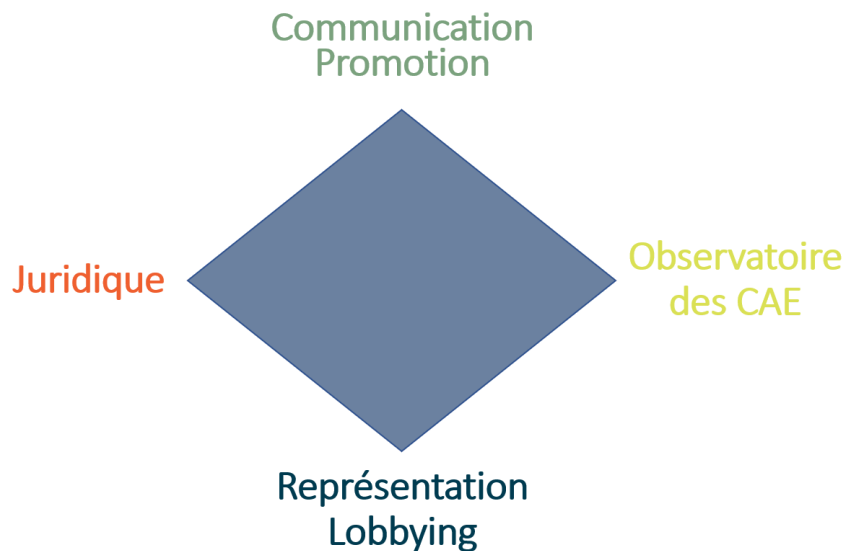 Communication
Promotion
Juridique
Observatoire
des CAE
Représentation
Lobbying